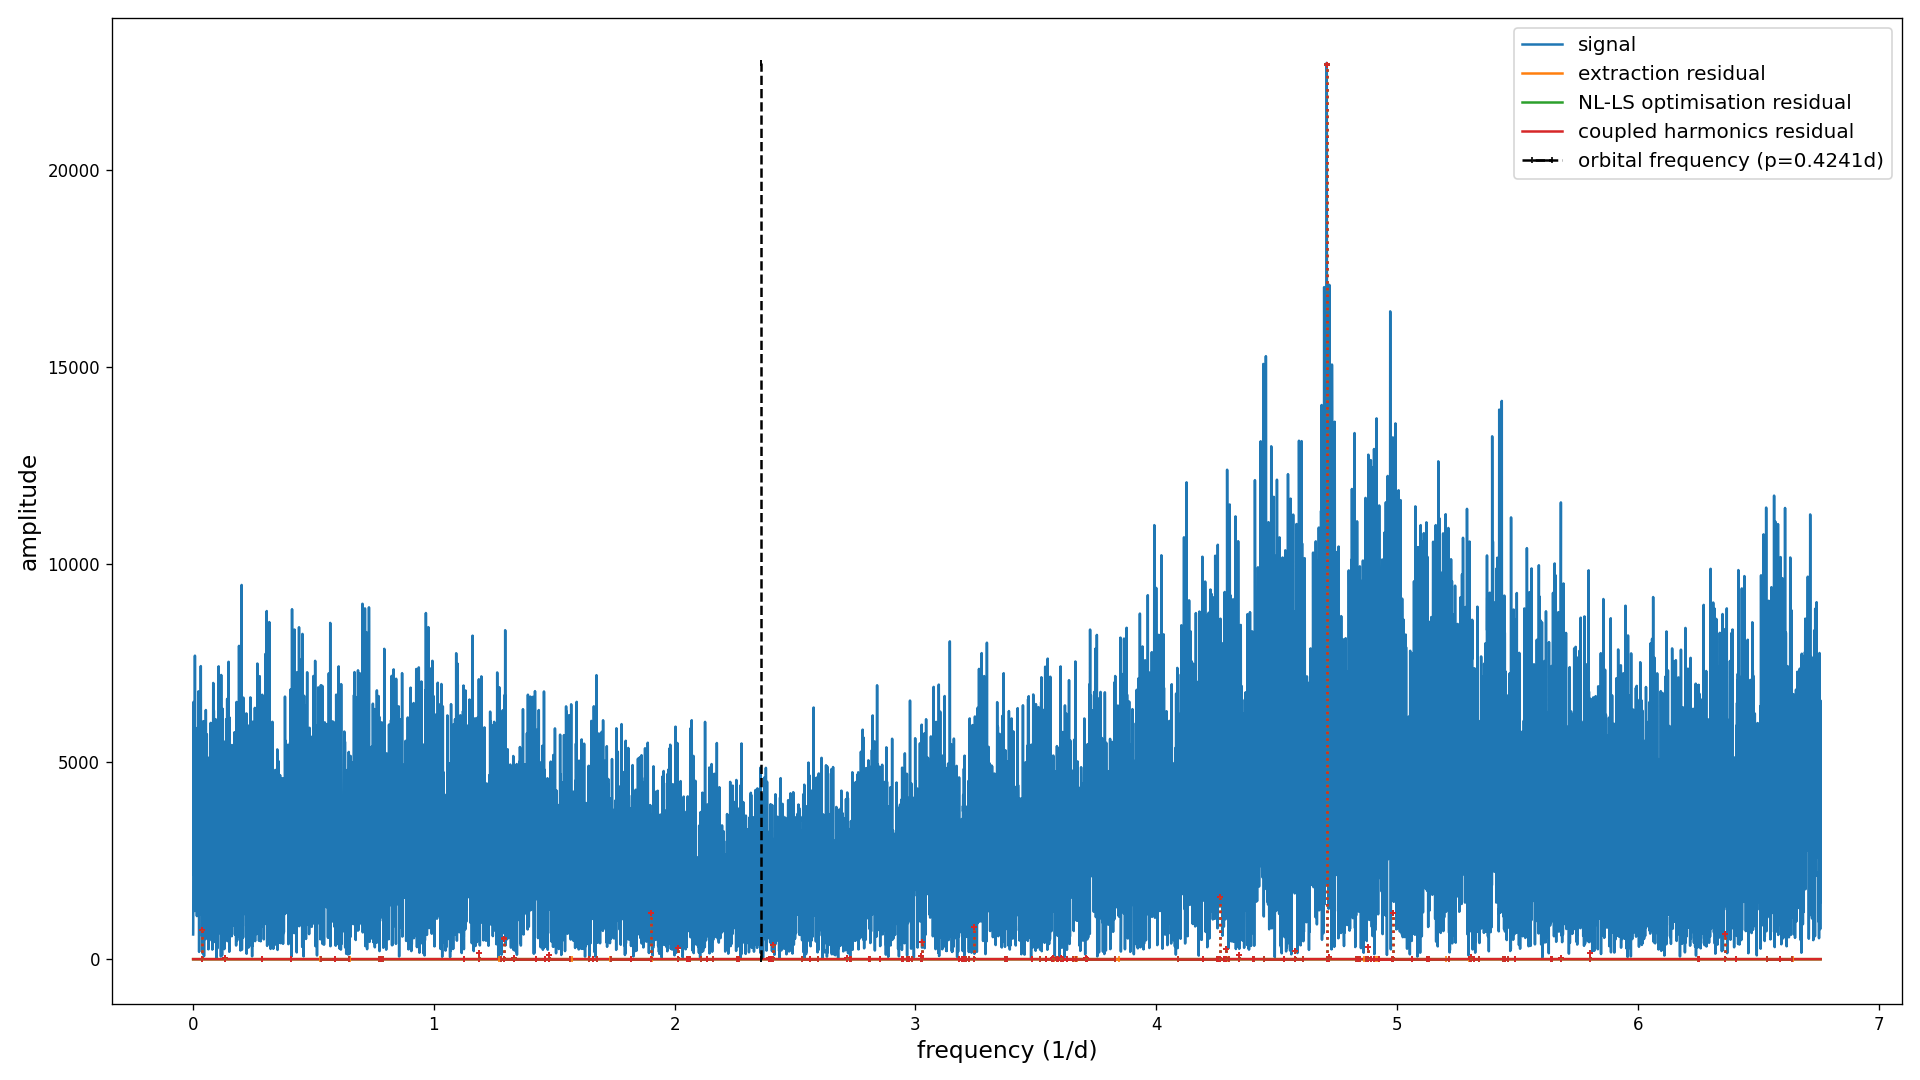 signal
extraction residual
NL-LS optimisation residual
coupled harmonics residual
orbital frequency (p=0.4241d)
amplitude
20000
15000
10000
5000
0
0 1 2 3 4 5 6 7
frequency (1/d)